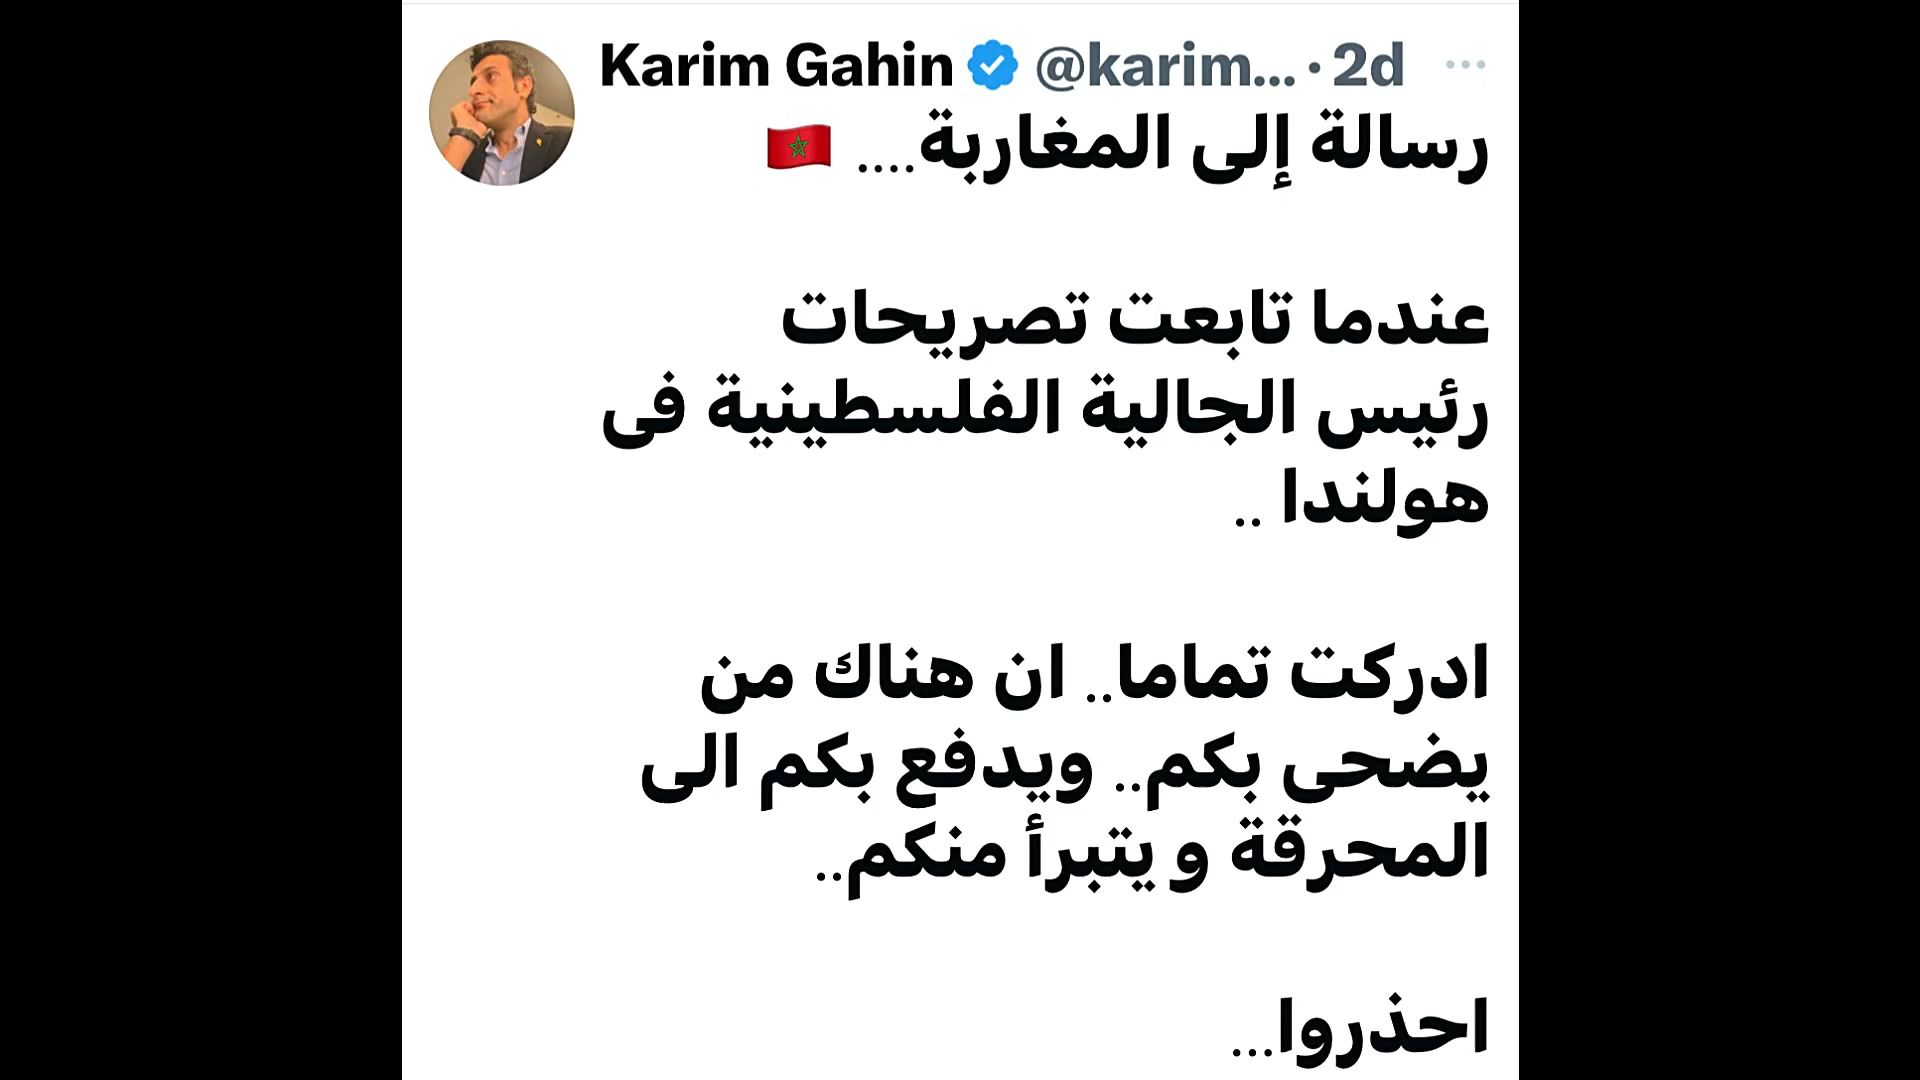 Karim Gahin @karim... · 2d ...
رسالة إلى المغاربة.... 🇲🇦
عندما تابعت تصريحات
رئيس الجالية الفلسطينية فى
هولندا ..
ادركت تماما.. ان هناك من
يضحى بكم.. ويدفع بكم الى
المحرقة و يتبرأ منكم..
احذروا...